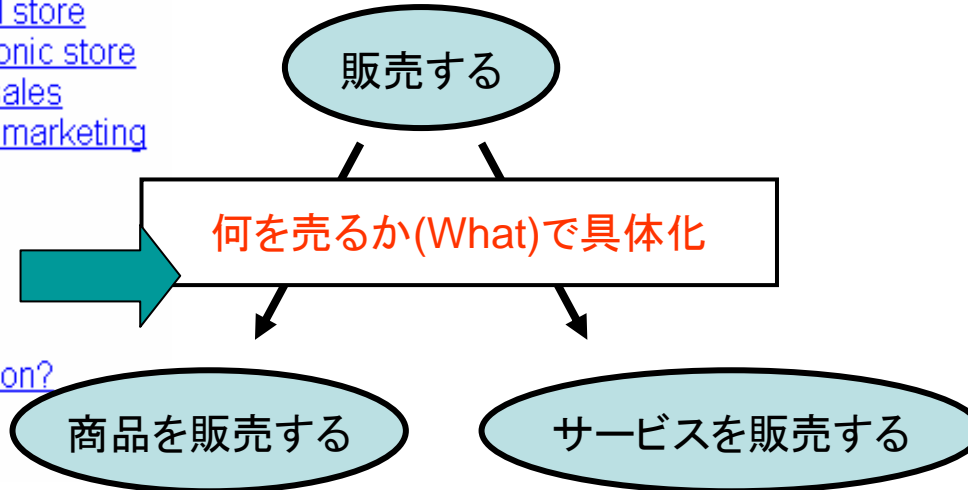 store
onic store
ales
marketing
on?
販売する
何を売るか(What)で具体化
商品を販売する
サービスを販売する